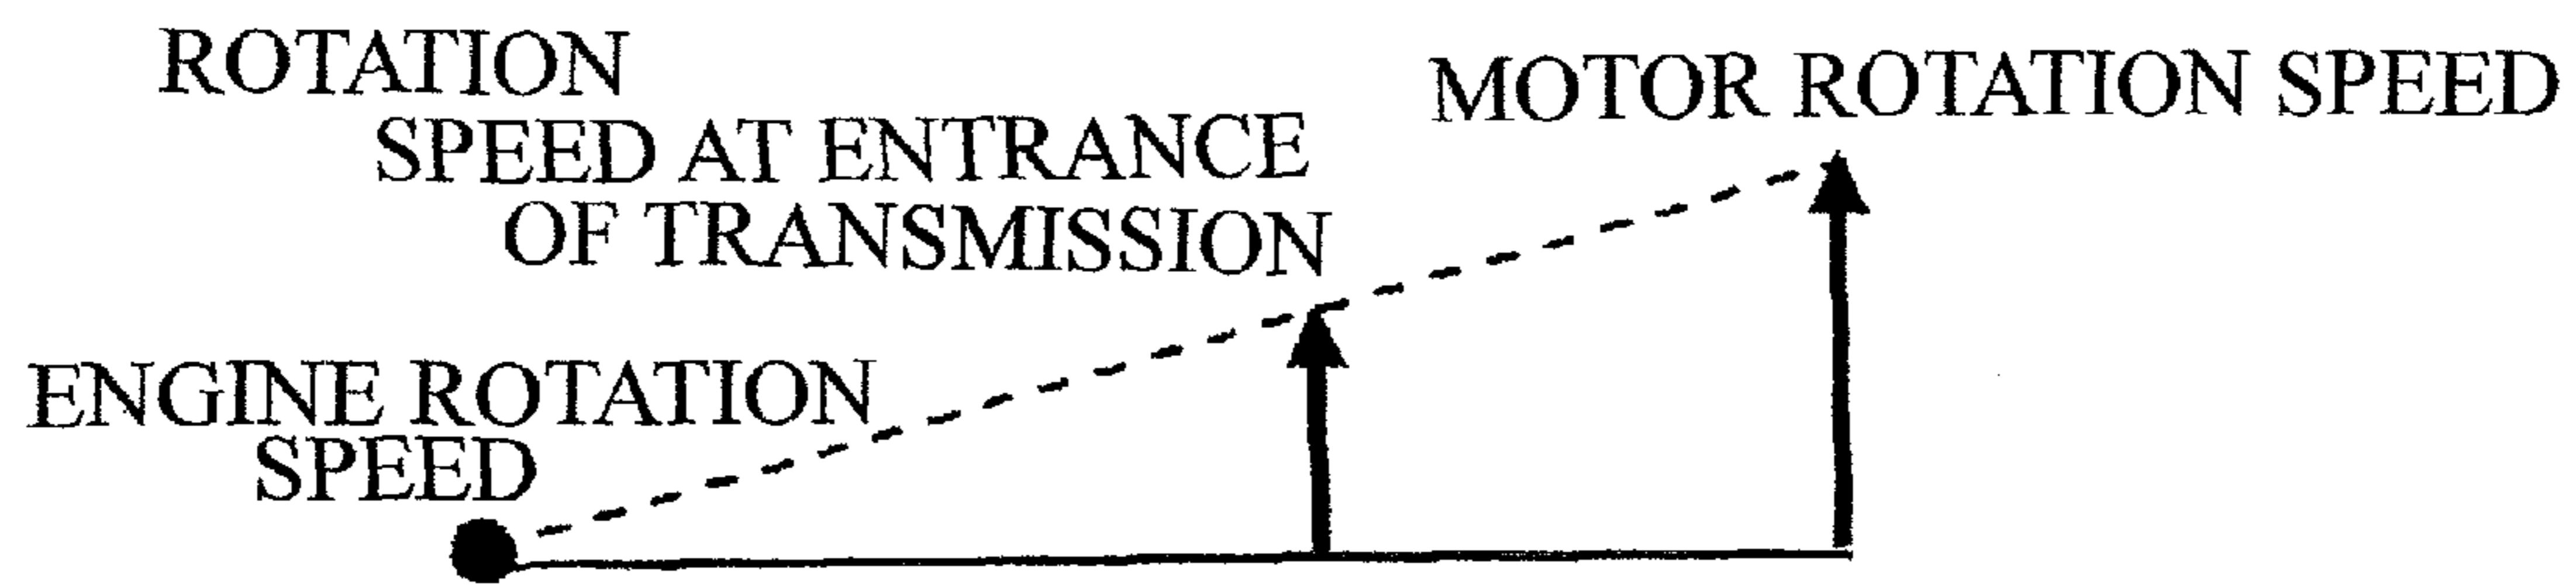 ROTATION
SPEED AT ENTRANCE
OF TRANSMISSION
MOTOR ROTATION SPEED
ENGINE ROTATION
SPEED